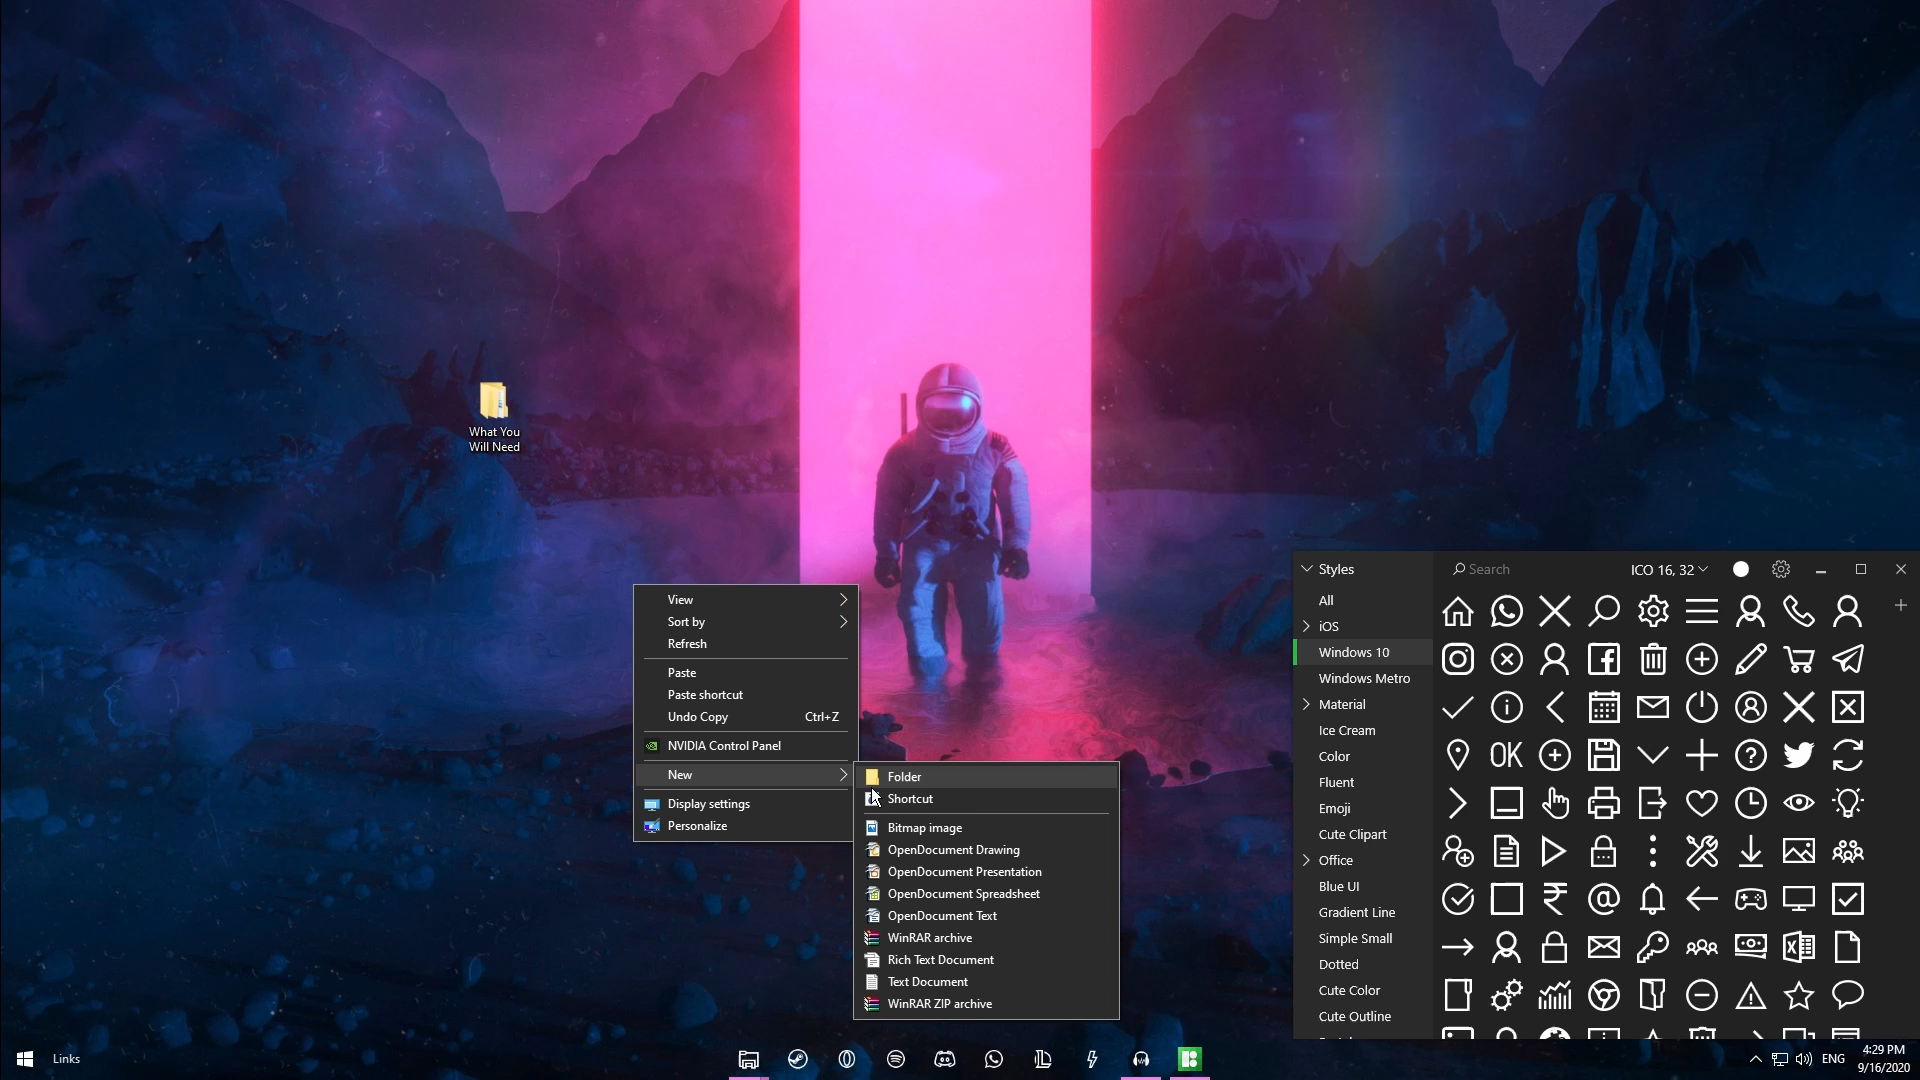 What You
Will Need
View
Sort by
Refresh
Paste
Paste shortcut
Undo Copy Ctrl+Z
NVIDIA Control Panel
New
Display settings
Personalize
Folder
Shortcut
Bitmap image
OpenDocument Drawing
OpenDocument Presentation
OpenDocument Spreadsheet
OpenDocument Text
WinRAR archive
Rich Text Document
Text Document
WinRAR ZIP archive
Styles
Search
ICO 16, 32
All
iOS
Windows 10
Windows Metro
Material
Ice Cream
Color
Fluent
Emoji
Cute Clipart
Office
Blue UI
Gradient Line
Simple Small
Dotted
Cute Color
Cute Outline
OK
Links
ENG
4:29 PM
9/16/2020